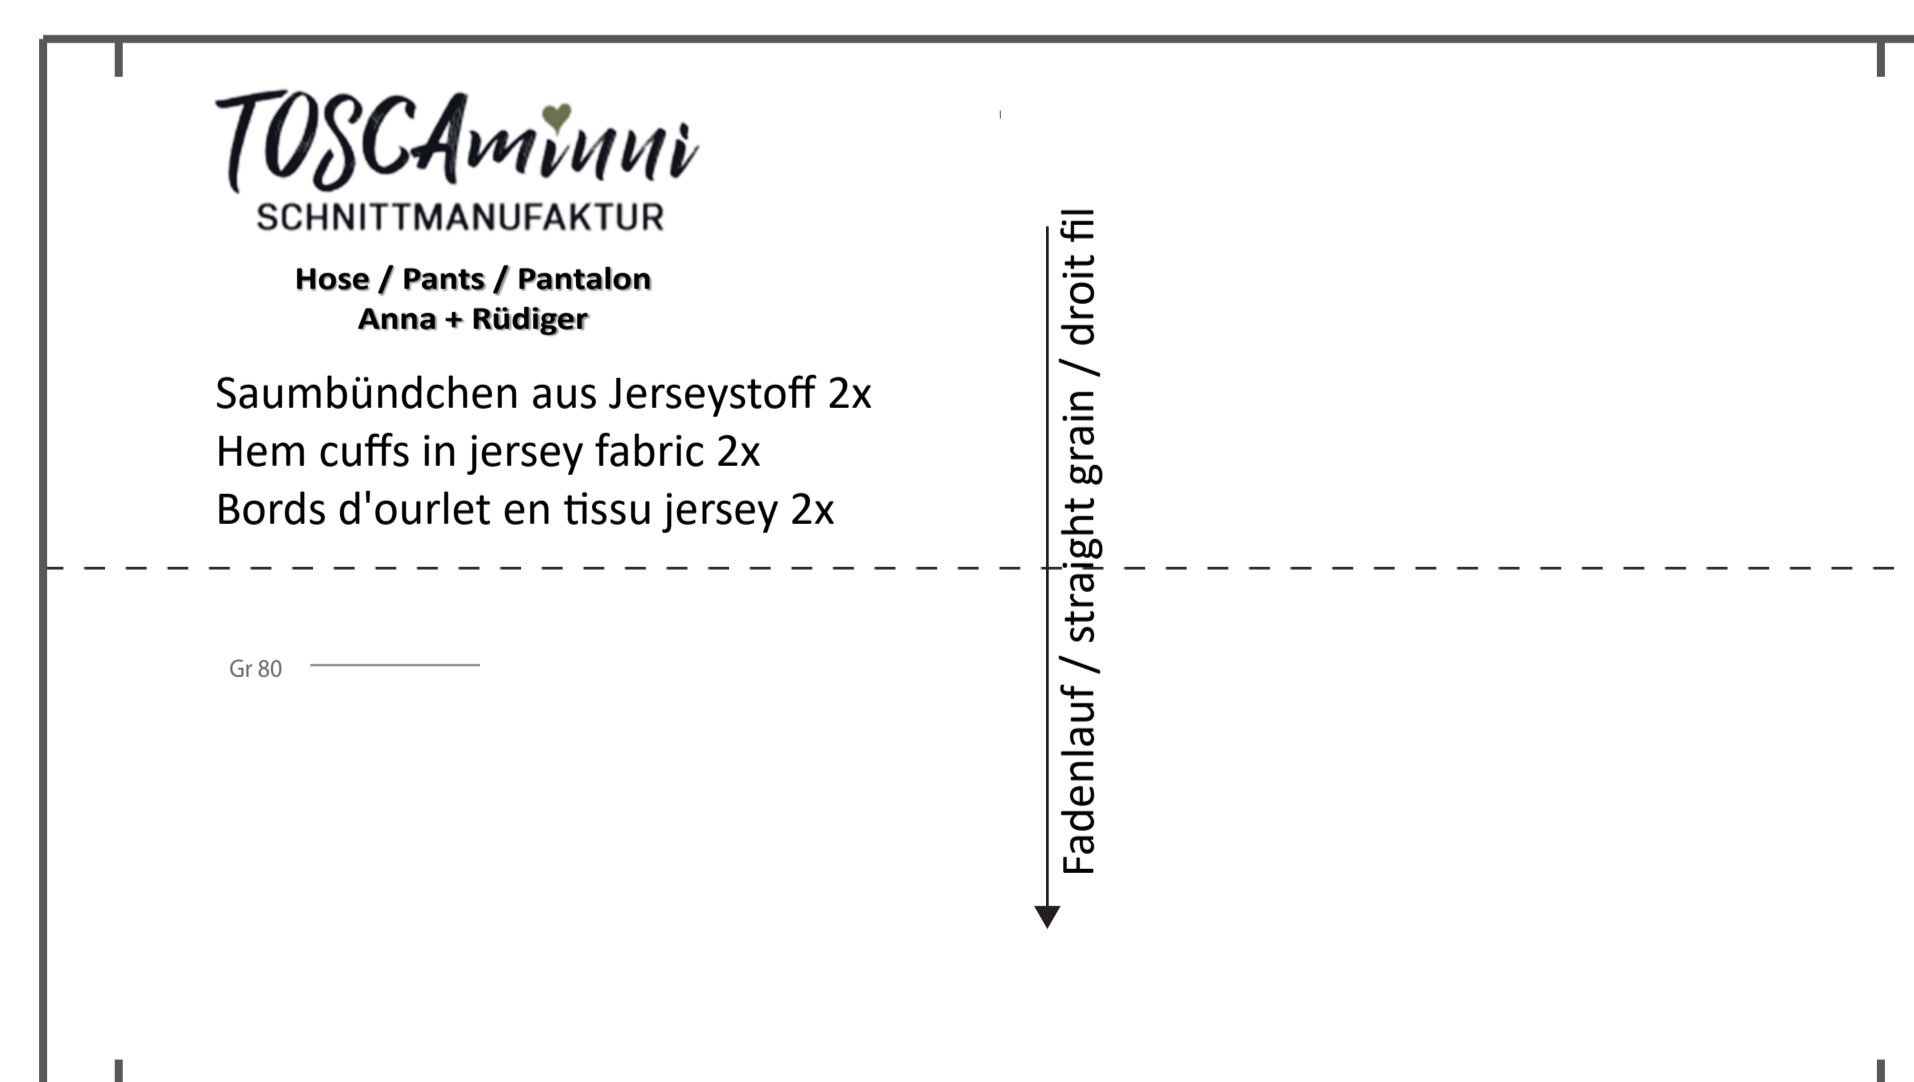 TOSCAminni
SCHNITTMANUFAKTUR
Hose / Pants / Pantalon
Anna + Rüdiger
Saumbündchen aus Jerseystoff 2x
Hem cuffs in jersey fabric 2x
Bords d'ourlet en tissu jersey 2x
Fadenlauf / straight grain / droit fil
Gr 80